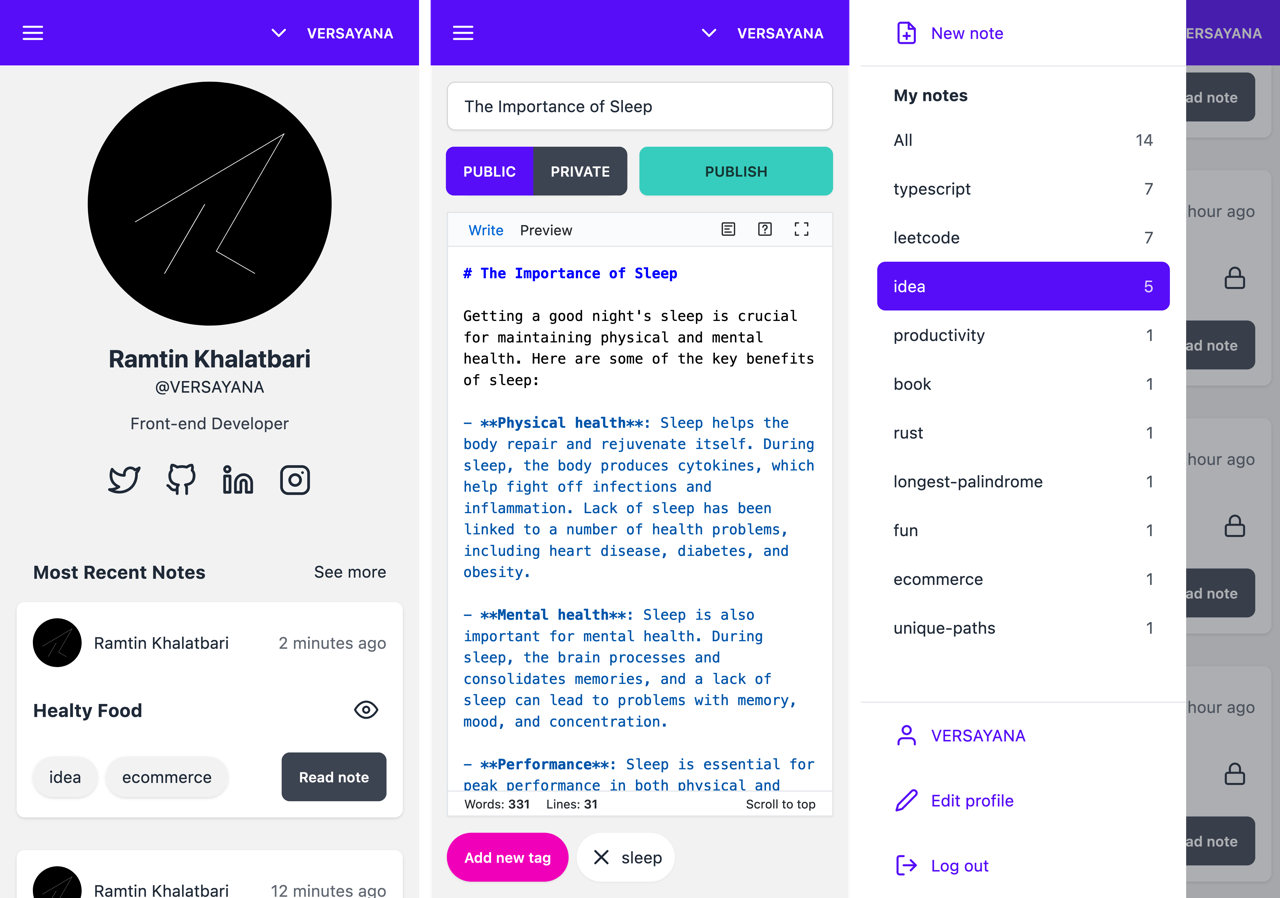 VERSAYANA
Ramtin Khalatbari
@VERSAYANA
Front-end Developer
Most Recent Notes See more
Ramtin Khalatbari 2 minutes ago
Healty Food
idea ecommerce Read note
Ramtin Khalatbari 12 minutes ago
VERSAYANA
The Importance of Sleep
PUBLIC PRIVATE PUBLISH
Write Preview
# The Importance of Sleep
Getting a good night's sleep is crucial
for maintaining physical and mental
health. Here are some of the key benefits
of sleep:
- **Physical health**: Sleep helps the
body repair and rejuvenate itself. During
sleep, the body produces cytokines, which
help fight off infections and
inflammation. Lack of sleep has been
linked to a number of health problems,
including heart disease, diabetes, and
obesity.
- **Mental health**: Sleep is also
important for mental health. During
sleep, the brain processes and
consolidates memories, and a lack of
sleep can lead to problems with memory,
mood, and concentration.
- **Performance**: Sleep is essential for
peak performance in both physical and
Words: 331 Lines: 31 Scroll to top
Add new tag sleep
New note
My notes
All 14
typescript 7
leetcode 7
idea 5
productivity 1
book 1
rust 1
longest-palindrome 1
fun 1
ecommerce 1
unique-paths 1
VERSAYANA
Edit profile
Log out
ERSAYANA
ad note
hour ago
ad note
hour ago
ad note
hour ago
ad note